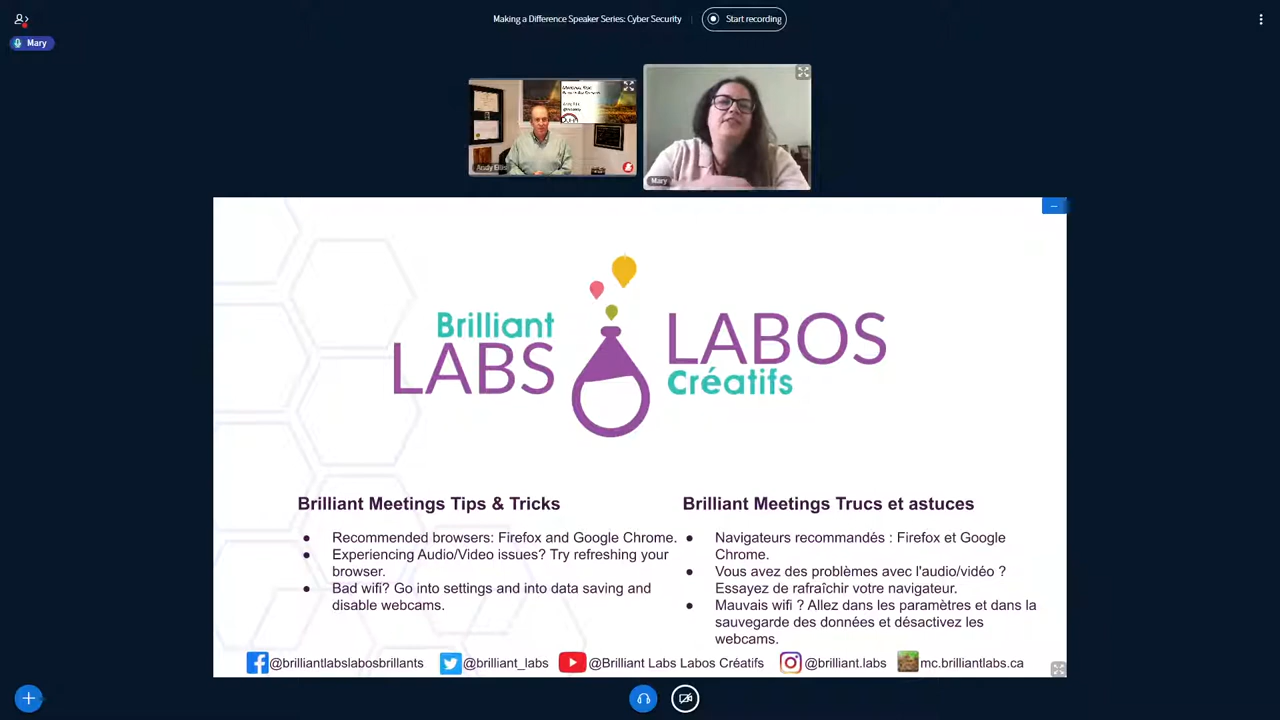 Making a Difference Speaker Series: Cyber Security
Start recording
Mary
Andy Ellis
Mary
Brilliant
LABS
LABOS
Créatifs
Brilliant Meetings Tips & Tricks
● Recommended browsers: Firefox and Google Chrome.
● Experiencing Audio/Video issues? Try refreshing your
browser.
● Bad wifi? Go into settings and into data saving and
disable webcams.
Brilliant Meetings Trucs et astuces
● Navigateurs recommandés : Firefox et Google
Chrome.
● Vous avez des problèmes avec l'audio/vidéo ?
Essayez de rafraîchir votre navigateur.
● Mauvais wifi ? Allez dans les paramètres et dans la
sauvegarde des données et désactivez les
webcams.
@brilliantlabslabosbrillants
@brilliant_labs
@Brilliant Labs Labos Créatifs
@brilliant.labs
mc.brilliantlabs.ca